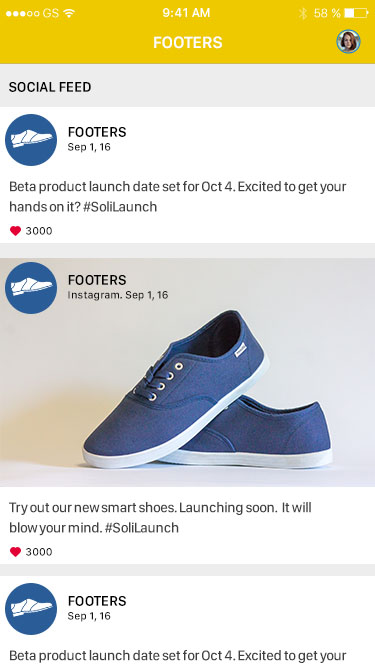 GS 9:41 AM 58 %
FOOTERS
SOCIAL FEED
FOOTERS
Sep 1, 16
Beta product launch date set for Oct 4. Excited to get your
hands on it? #SoliLaunch
3000
FOOTERS
Instagram. Sep 1, 16
Try out our new smart shoes. Launching soon. It will
blow your mind. #SoliLaunch
3000
FOOTERS
Sep 1, 16
Beta product launch date set for Oct 4. Excited to get your